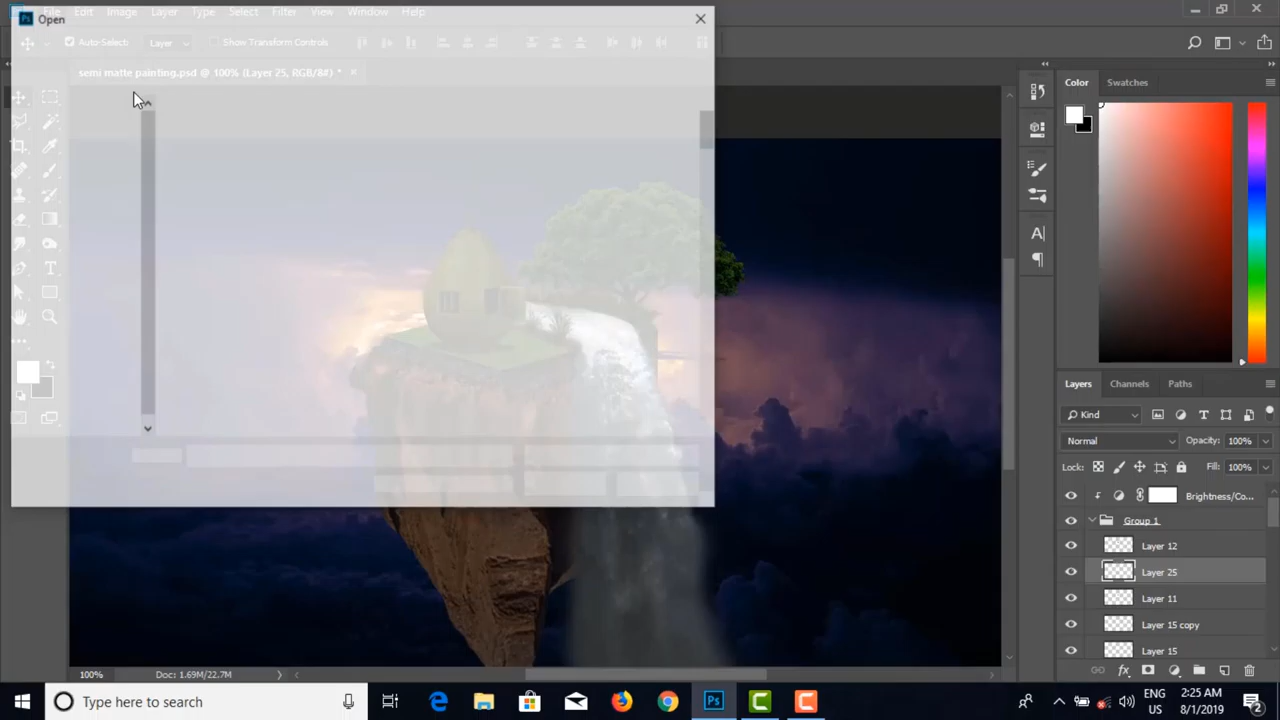 Ps Open
File Edit Image Layer Type Select Filter View Window Help
Auto-Select: Layer Show Transform Controls
semi matte painting.psd @ 100% (Layer 25, RGB/8#) *
Color Swatches
Layers Channels Paths
Kind
Normal Opacity: 100%
Lock: Fill: 100%
Brightness/Co...
Group 1
Layer 12
Layer 25
Layer 11
Layer 15 copy
Layer 15
100% Doc: 1.69M/22.7M
Type here to search
ENG
US
2:25 AM
8/1/2019
2